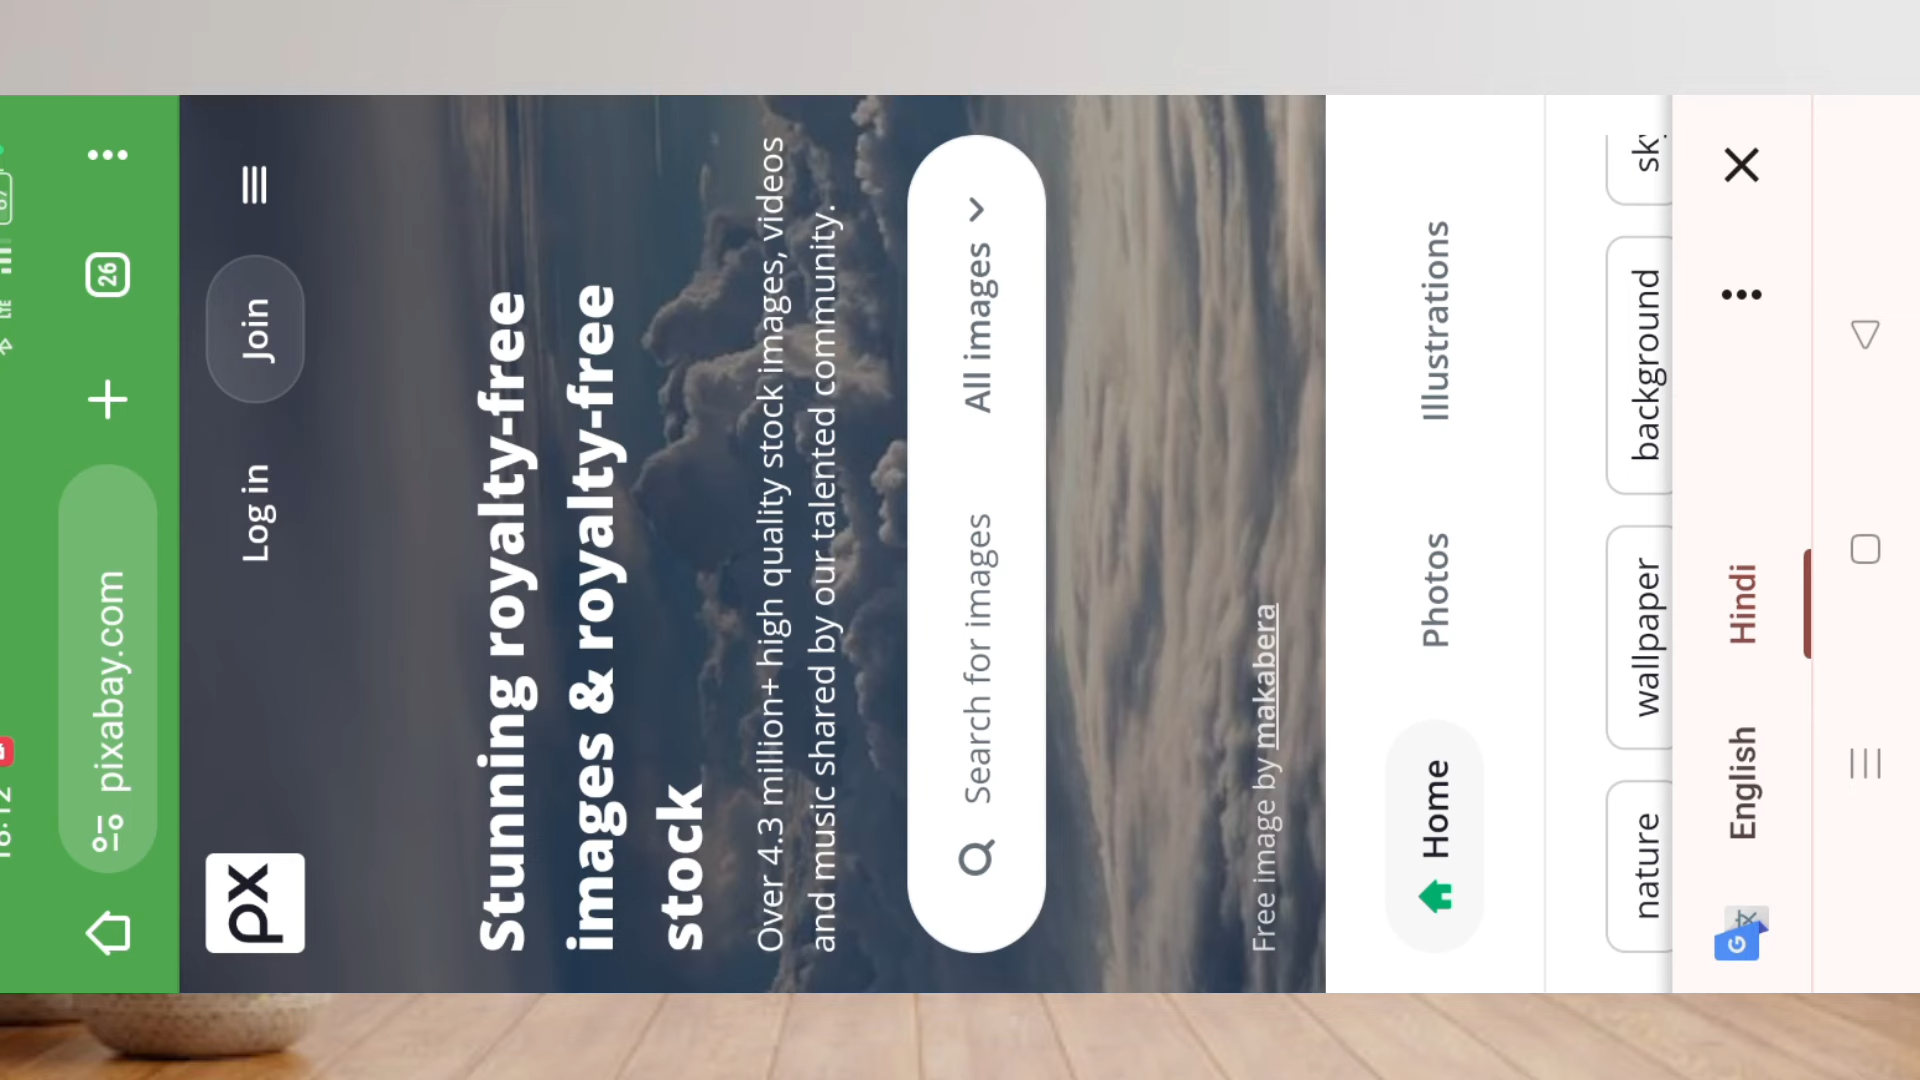 26
pixabay.com
px
Log in
Join
Stunning royalty-free
images & royalty-free
stock
Over 4.3 million+ high quality stock images, videos
and music shared by our talented community.
Search for images
All images
Free image by makabera
Home
Photos
Illustrations
nature
wallpaper
background
English
Hindi